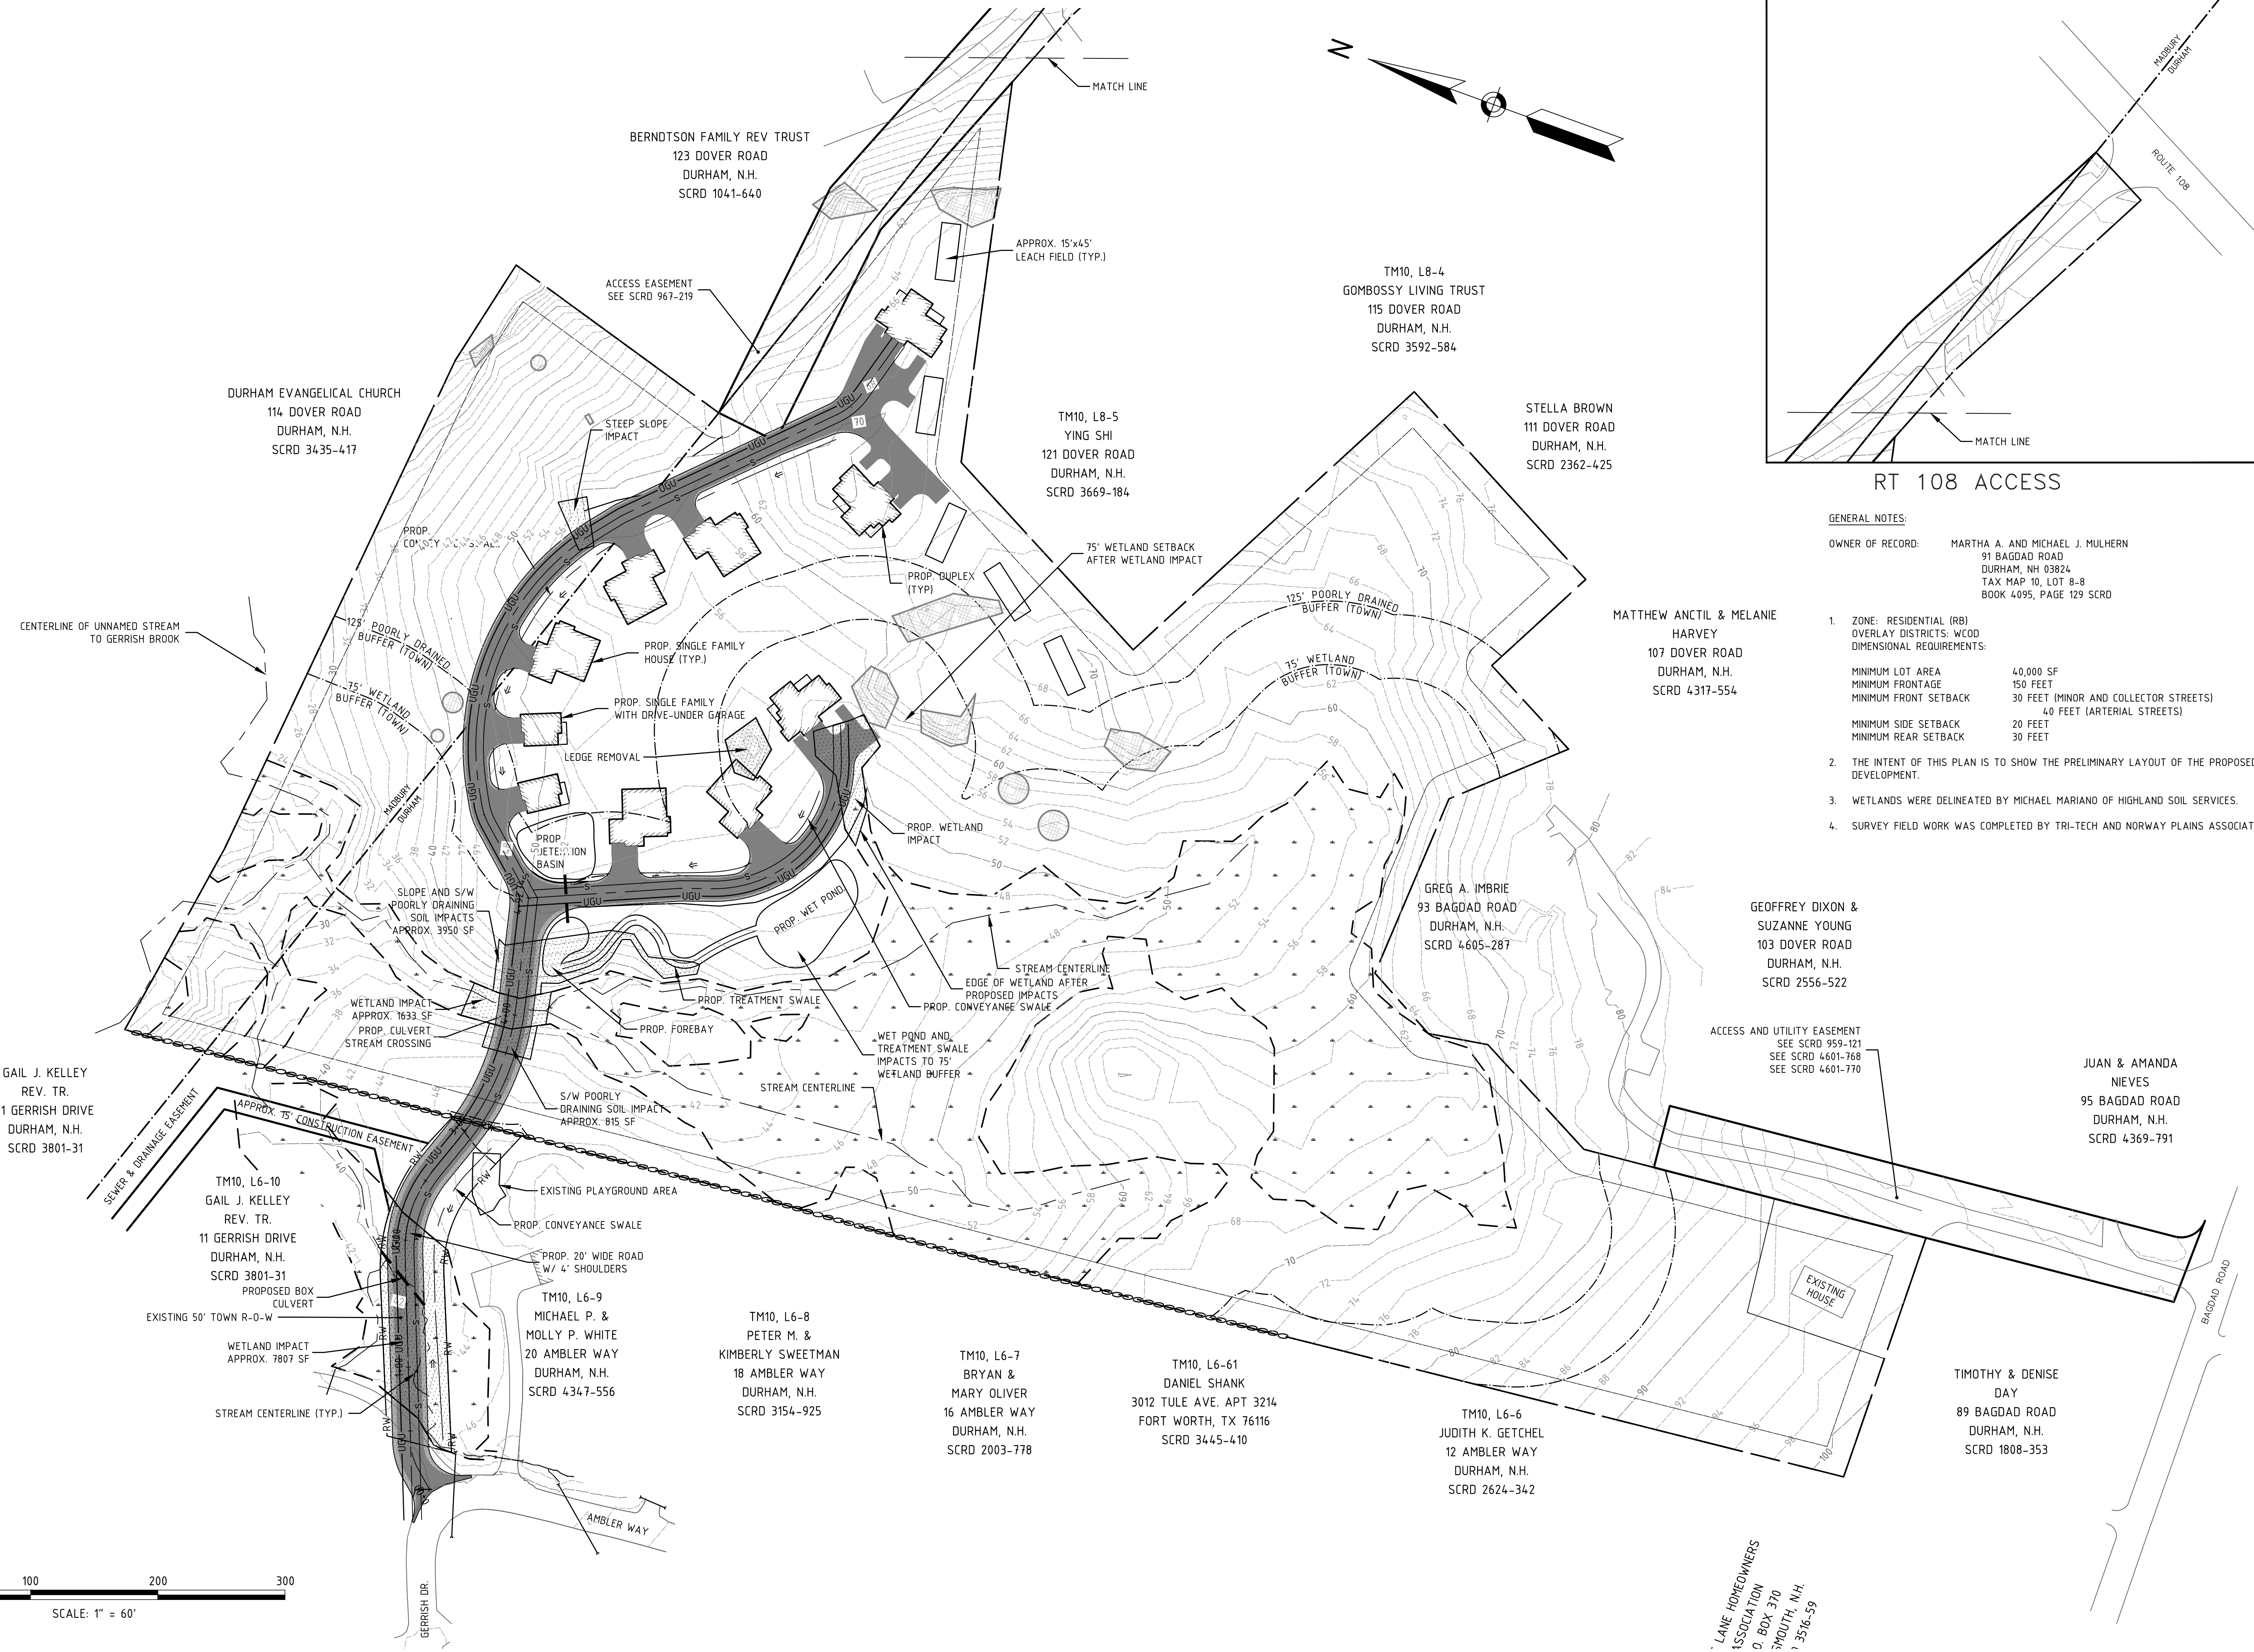 N
MATCH LINE
MADBURY
DURHAM
ROUTE 108
MATCH LINE
RT 108 ACCESS
BERNDTSON FAMILY REV TRUST
123 DOVER ROAD
DURHAM, N.H.
SCRD 1041-640
APPROX. 15'x45'
LEACH FIELD (TYP.)
ACCESS EASEMENT
SEE SCRD 967-219
TM10, L8-4
GOMBOSSY LIVING TRUST
115 DOVER ROAD
DURHAM, N.H.
SCRD 3592-584
DURHAM EVANGELICAL CHURCH
114 DOVER ROAD
DURHAM, N.H.
SCRD 3435-417
STEEP SLOPE
IMPACT
TM10, L8-5
YING SHI
121 DOVER ROAD
DURHAM, N.H.
SCRD 3669-184
STELLA BROWN
111 DOVER ROAD
DURHAM, N.H.
SCRD 2362-425
GENERAL NOTES:
OWNER OF RECORD: MARTHA A. AND MICHAEL J. MULHERN
91 BAGDAD ROAD
DURHAM, NH 03824
TAX MAP 10, LOT 8-8
BOOK 4095, PAGE 129 SCRD
1. ZONE: RESIDENTIAL (RB)
OVERLAY DISTRICTS: WCOD
DIMENSIONAL REQUIREMENTS:
MINIMUM LOT AREA 40,000 SF
MINIMUM FRONTAGE 150 FEET
MINIMUM FRONT SETBACK 30 FEET (MINOR AND COLLECTOR STREETS)
40 FEET (ARTERIAL STREETS)
MINIMUM SIDE SETBACK 20 FEET
MINIMUM REAR SETBACK 30 FEET
2. THE INTENT OF THIS PLAN IS TO SHOW THE PRELIMINARY LAYOUT OF THE PROPOSED
DEVELOPMENT.
3. WETLANDS WERE DELINEATED BY MICHAEL MARIANO OF HIGHLAND SOIL SERVICES.
4. SURVEY FIELD WORK WAS COMPLETED BY TRI-TECH AND NORWAY PLAINS ASSOCIAT
PROP.
75' WETLAND SETBACK
AFTER WETLAND IMPACT
PROP. DUPLEX
(TYP)
125' POORLY DRAINED
BUFFER (TOWN)
75' WETLAND
BUFFER (TOWN)
MATTHEW ANCTIL & MELANIE
HARVEY
107 DOVER ROAD
DURHAM, N.H.
SCRD 4317-554
CENTERLINE OF UNNAMED STREAM
TO GERRISH BROOK
125' POORLY DRAINED
BUFFER (TOWN)
75' WETLAND
BUFFER (TOWN)
PROP. SINGLE FAMILY
HOUSE (TYP.)
PROP. SINGLE FAMILY
WITH DRIVE-UNDER GARAGE
LEDGE REMOVAL
MADBURY
DURHAM
PROP.
DETENTION
BASIN
PROP. WETLAND
IMPACT
SLOPE AND S/W
POORLY DRAINING
SOIL IMPACTS
APPROX. 3950 SF
PROP. WET POND
GREG A. IMBRIE
93 BAGDAD ROAD
DURHAM, N.H.
SCRD 4605-287
GEOFFREY DIXON &
SUZANNE YOUNG
103 DOVER ROAD
DURHAM, N.H.
SCRD 2556-522
STREAM CENTERLINE
EDGE OF WETLAND AFTER
PROPOSED IMPACTS
PROP. CONVEYANCE SWALE
PROP. TREATMENT SWALE
PROP. FOREBAY
WETLAND IMPACT
APPROX. 1633 SF
PROP. CULVERT
STREAM CROSSING
WET POND AND
TREATMENT SWALE
IMPACTS TO 75'
WETLAND BUFFER
STREAM CENTERLINE
ACCESS AND UTILITY EASEMENT
SEE SCRD 959-121
SEE SCRD 4601-768
SEE SCRD 4601-770
JUAN & AMANDA
NIEVES
95 BAGDAD ROAD
DURHAM, N.H.
SCRD 4369-791
GAIL J. KELLEY
REV. TR.
1 GERRISH DRIVE
DURHAM, N.H.
SCRD 3801-31
SEWER & DRAINAGE EASEMENT
APPROX. 15' CONSTRUCTION EASEMENT
S/W POORLY
DRAINING SOIL IMPACT
APPROX. 815 SF
TM10, L6-10
GAIL J. KELLEY
REV. TR.
11 GERRISH DRIVE
DURHAM, N.H.
SCRD 3801-31
EXISTING PLAYGROUND AREA
PROP. CONVEYANCE SWALE
PROP. 20' WIDE ROAD
W/ 4' SHOULDERS
PROPOSED BOX
CULVERT
EXISTING 50' TOWN R-O-W
WETLAND IMPACT
APPROX. 7807 SF
STREAM CENTERLINE (TYP.)
TM10, L6-9
MICHAEL P. &
MOLLY P. WHITE
20 AMBLER WAY
DURHAM, N.H.
SCRD 4347-556
TM10, L6-8
PETER M. &
KIMBERLY SWEETMAN
18 AMBLER WAY
DURHAM, N.H.
SCRD 3154-925
TM10, L6-7
BRYAN &
MARY OLIVER
16 AMBLER WAY
DURHAM, N.H.
SCRD 2003-778
TM10, L6-61
DANIEL SHANK
3012 TULE AVE. APT 3214
FORT WORTH, TX 76116
SCRD 3445-410
TM10, L6-6
JUDITH K. GETCHEL
12 AMBLER WAY
DURHAM, N.H.
SCRD 2624-342
EXISTING
HOUSE
BAGDAD ROAD
TIMOTHY & DENISE
DAY
89 BAGDAD ROAD
DURHAM, N.H.
SCRD 1808-353
AMBLER WAY
GERRISH DR.
LANE HOMEOWNERS
ASSOCIATION
O. BOX 370
SMOUTH, N.H.
3516-59
100 200 300
SCALE: 1" = 60'